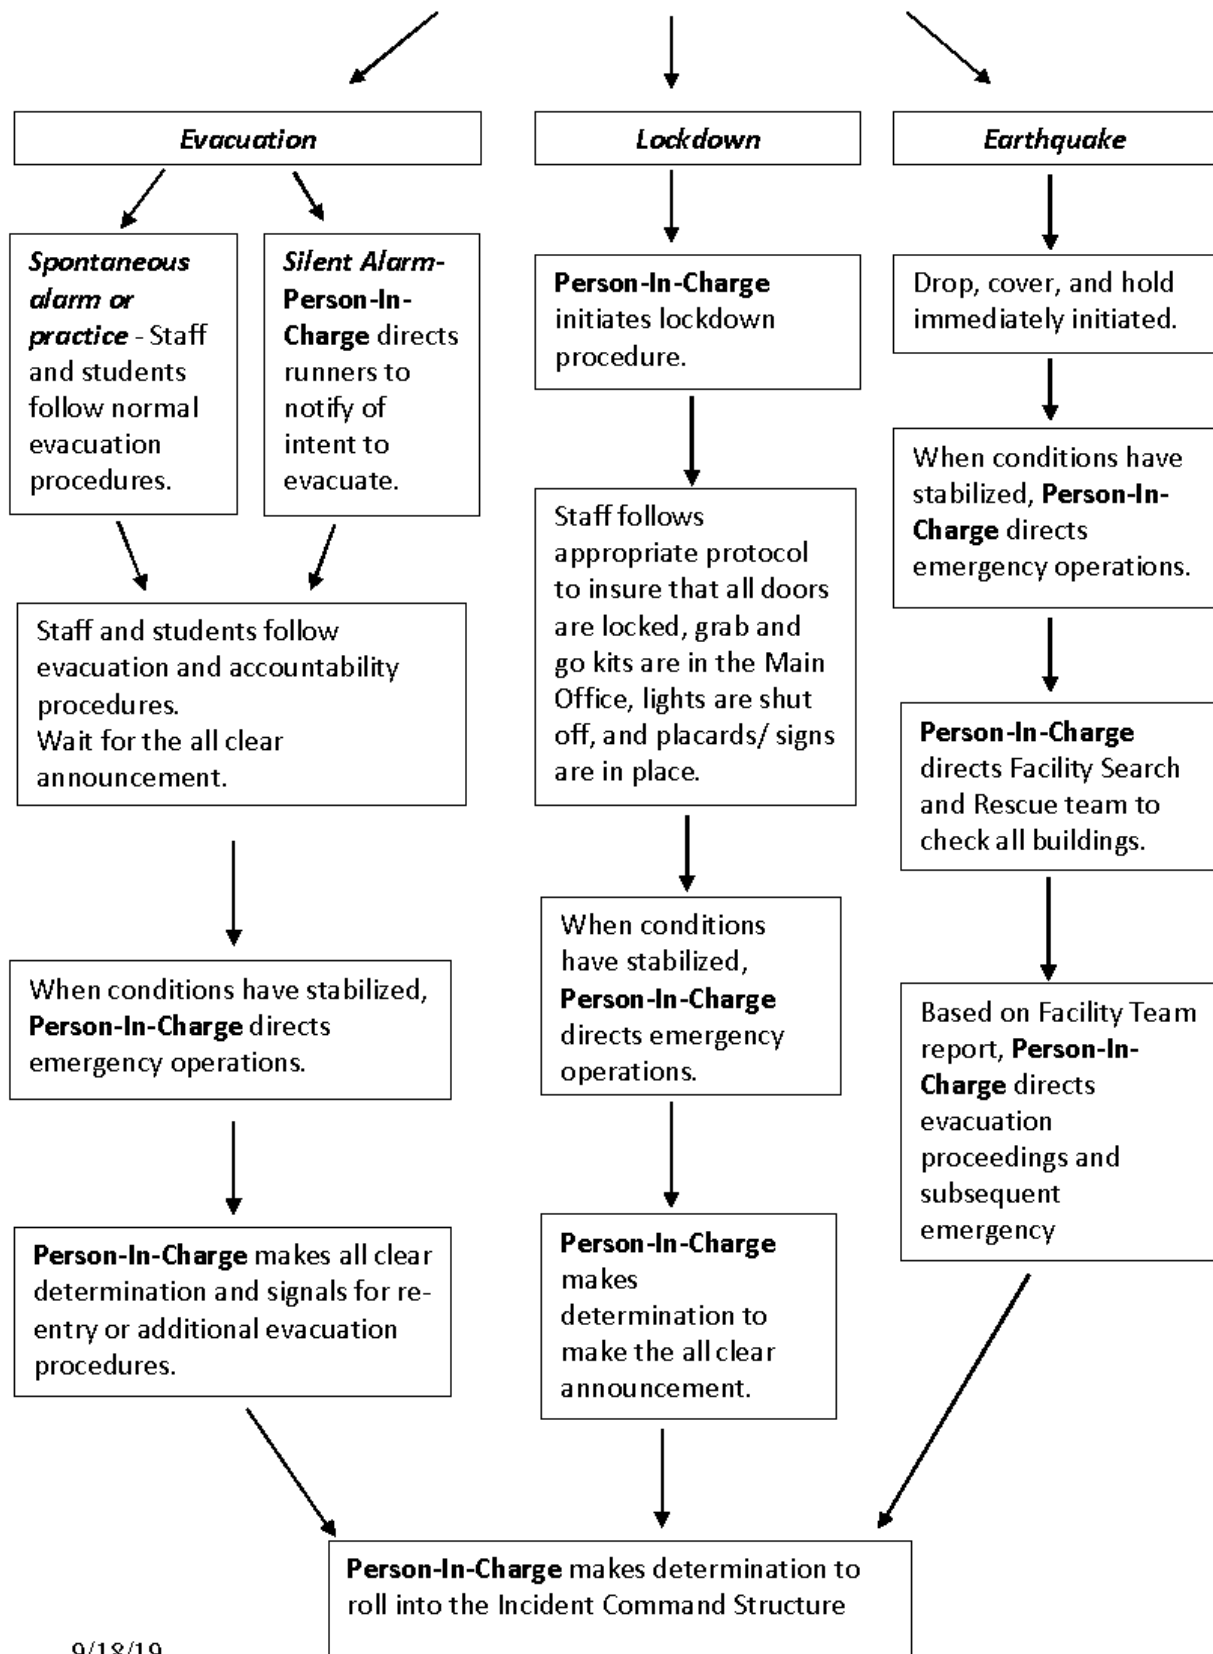 Evacuation
Spontaneous
alarm or
practice - Staff
and students
follow normal
evacuation
procedures.
Silent Alarm-
Person-In-
Charge directs
runners to
notify of
intent to
evacuate.
Staff and students follow
evacuation and accountability
procedures.
Wait for the all clear
announcement.
When conditions have stabilized,
Person-In-Charge directs
emergency operations.
Person-In-Charge makes all clear
determination and signals for re-
entry or additional evacuation
procedures.
Lockdown
Person-In-Charge
initiates lockdown
procedure.
Staff follows
appropriate protocol
to insure that all doors
are locked, grab and
go kits are in the Main
Office, lights are shut
off, and placards/ signs
are in place.
When conditions
have stabilized,
Person-In-Charge
directs emergency
operations.
Person-In-Charge
makes
determination to
make the all clear
announcement.
Earthquake
Drop, cover, and hold
immediately initiated.
When conditions have
stabilized, Person-In-
Charge directs
emergency operations.
Person-In-Charge
directs Facility Search
and Rescue team to
check all buildings.
Based on Facility Team
report, Person-In-
Charge directs
evacuation
proceedings and
subsequent
emergency
Person-In-Charge makes determination to
roll into the Incident Command Structure
9/18/19